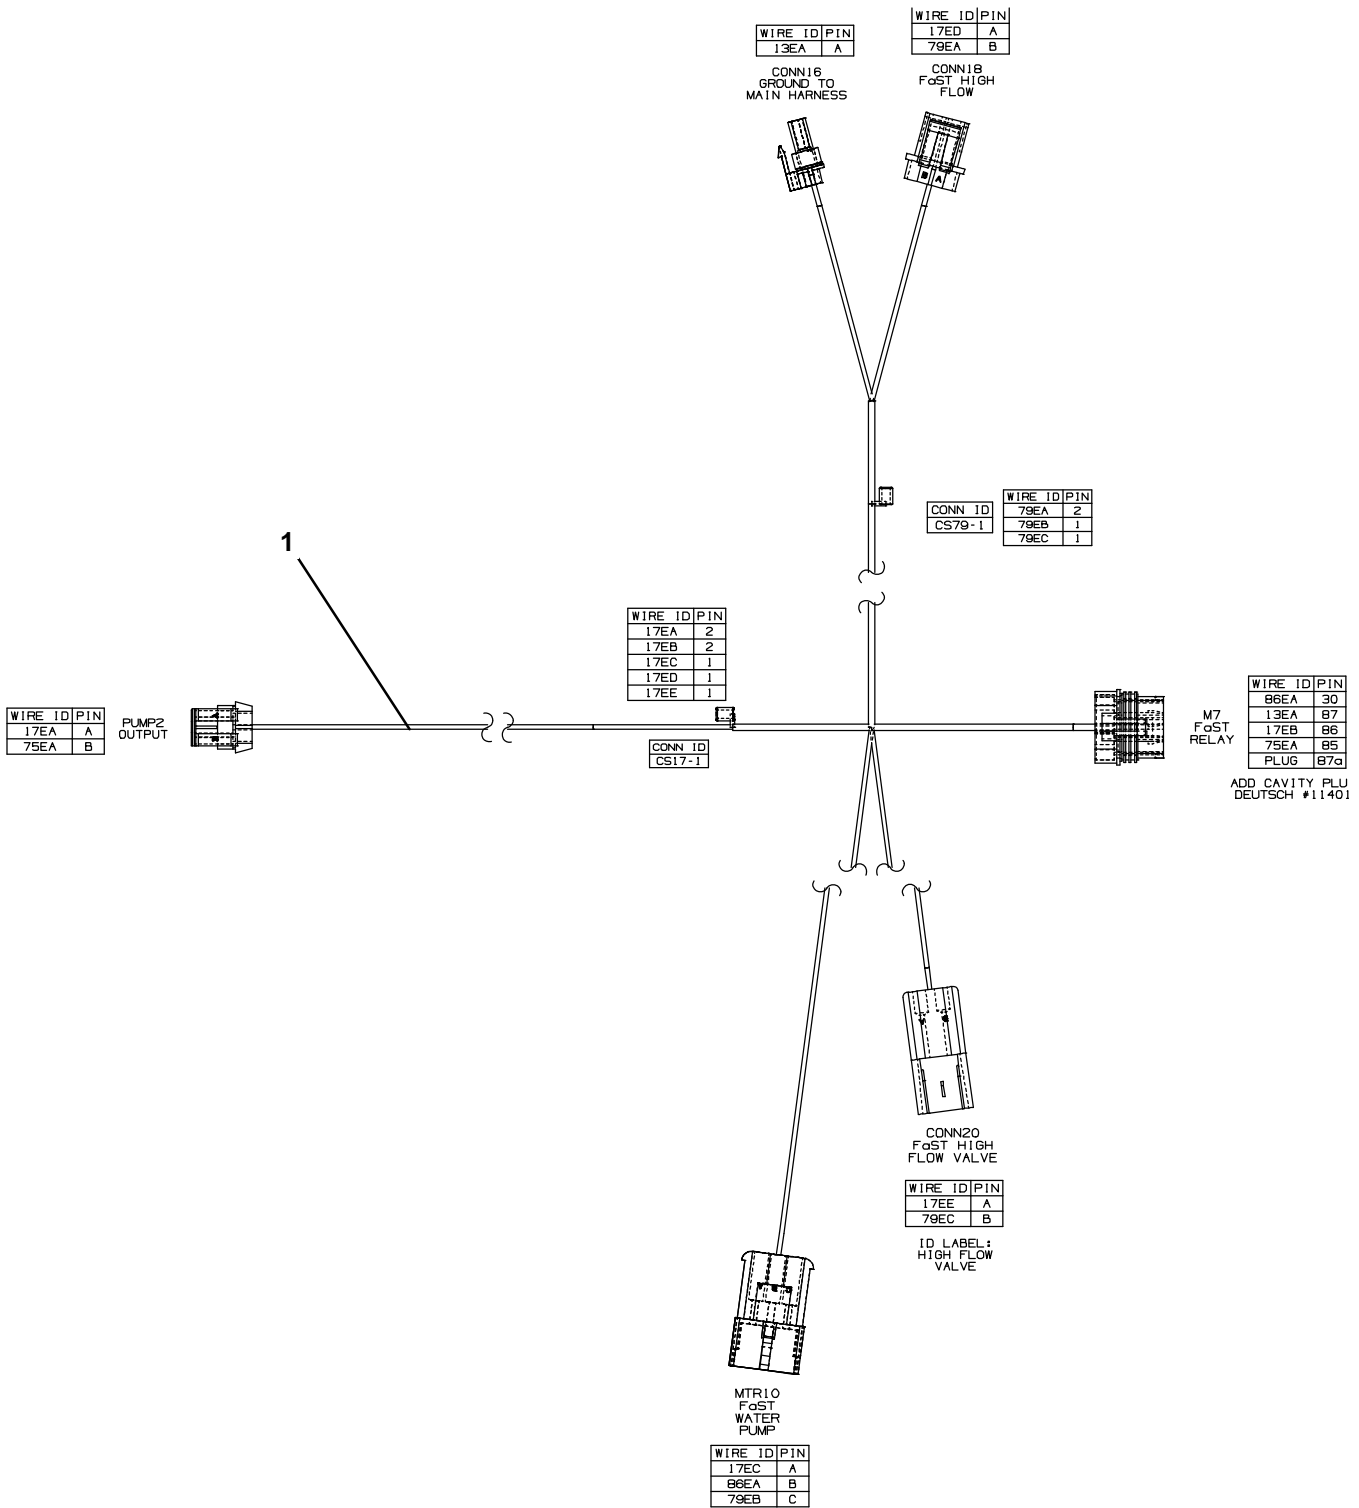 WIRE ID PIN
13EA A
CONN16
GROUND TO
MAIN HARNESS
WIRE ID PIN
17ED A
79EA B
CONN18
FaST HIGH
FLOW
B A
CONN ID
CS79-1
WIRE ID PIN
79EA 2
79EB 1
79EC 1
1
WIRE ID PIN
17EA 2
17EB 2
17EC 1
17ED 1
17EE 1
CONN ID
CS17-1
WIRE ID PIN
17EA A
75EA B
PUMP2
OUTPUT
M7
FaST
RELAY
WIRE ID PIN
86EA 30
13EA 87
17EB 86
75EA 85
PLUG 87a
ADD CAVITY PLU
DEUTSCH #11401
CONN20
FaST HIGH
FLOW VALVE
WIRE ID PIN
17EE A
79EC B
ID LABEL:
HIGH FLOW
VALVE
MTR10
FaST
WATER
PUMP
WIRE ID PIN
17EC A
86EA B
79EB C